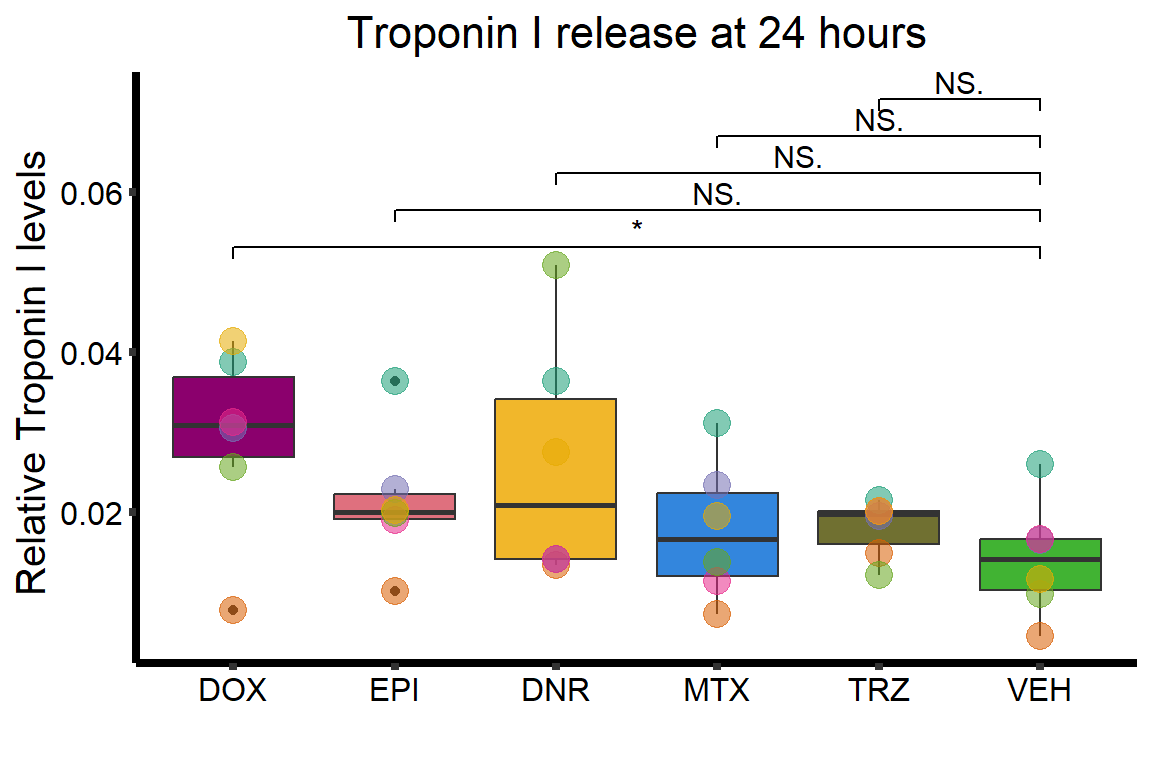 Troponin I release at 24 hours
NS.
NS.
NS.
NS.
*
Relative Troponin I levels
0.06
0.04
0.02
DOX EPI DNR MTX TRZ VEH